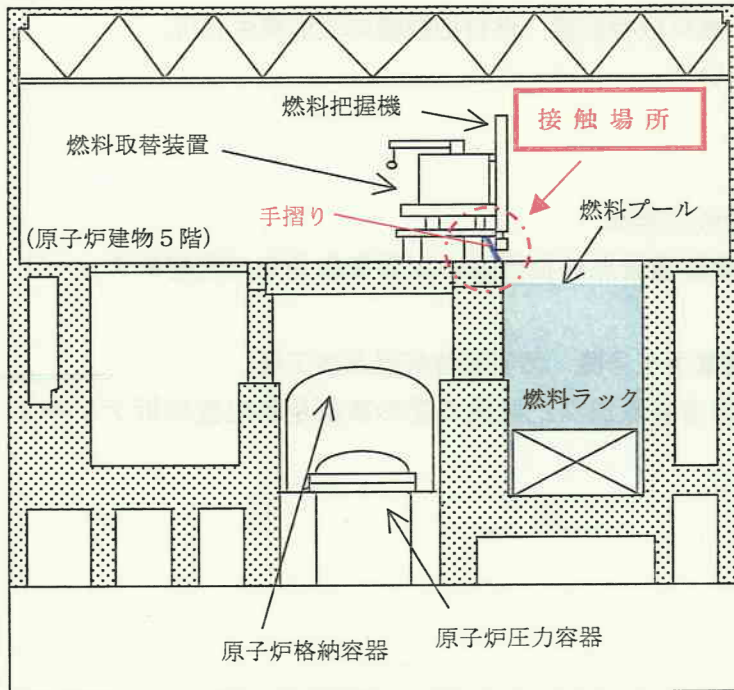 燃料把握機
接触場所
燃料取替装置
手摺り
燃料プール
(原子炉建物5階)
燃料ラック
原子炉格納容器
原子炉圧力容器